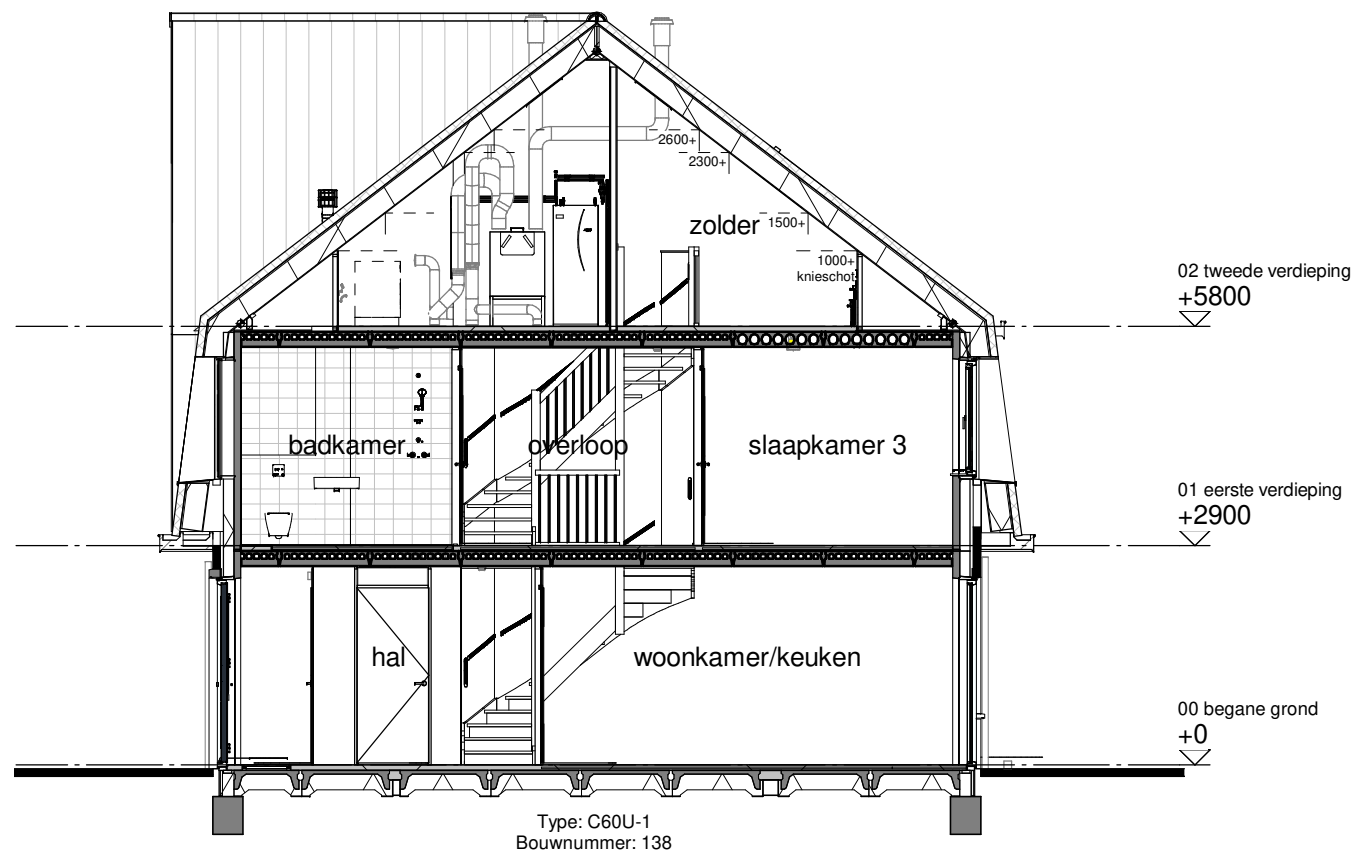 2600+
2300+
zolder
1500+
1000+
knieschot
02 tweede verdieping
+5800
badkamer
overloop
slaapkamer 3
01 eerste verdieping
+2900
hal
woonkamer/keuken
00 begane grond
+0
Type: C60U-1
Bouwnummer: 138